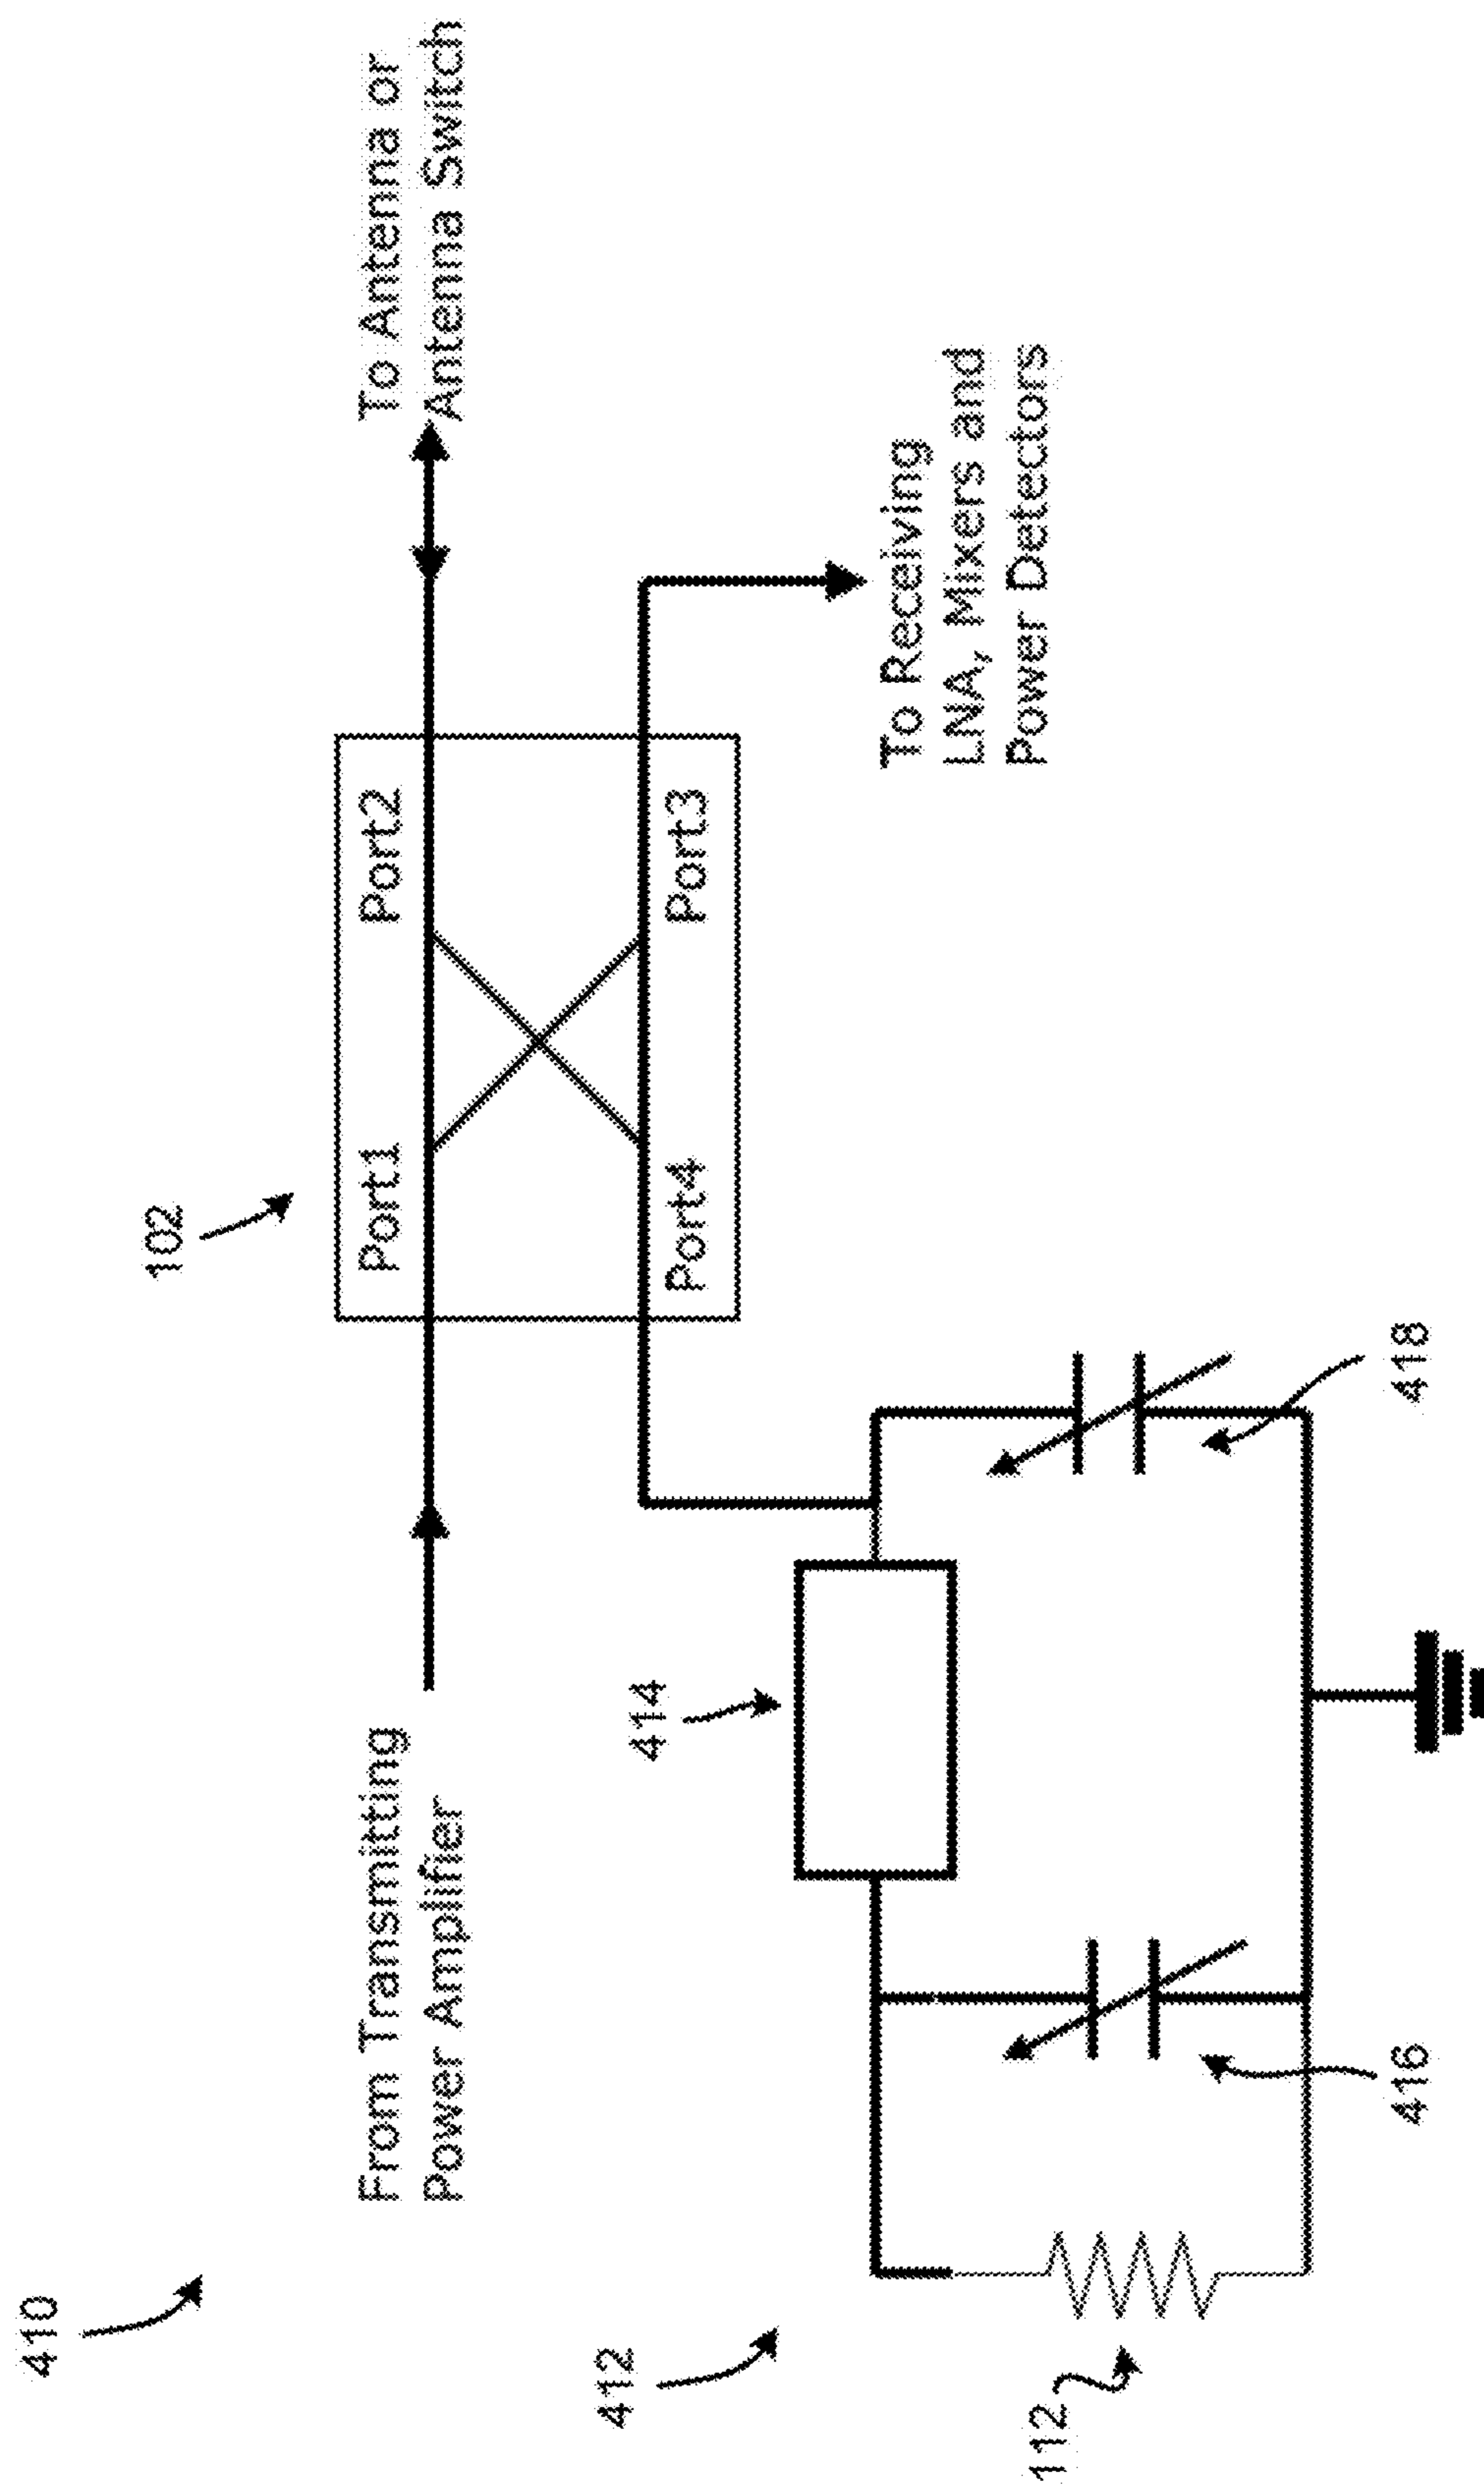 410
102
From Transmitting
Power Amplifier
Port1
Port2
To Antenna or
Antenna Switch
412
414
Port4
Port3
To Receiving
LNA, Mixers and
Power Detectors
112
416
418